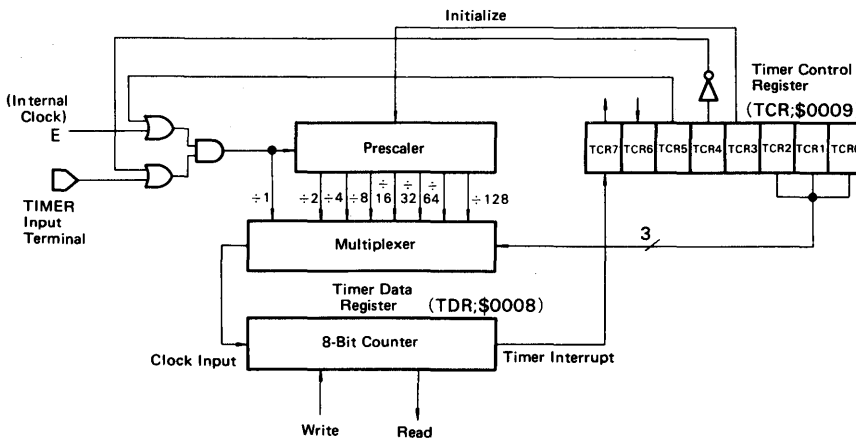 Initialize
Timer Control
Register
(TCR;$0009
(Internal
Clock)
E
TCR7 TCR6 TCR5 TCR4 TCR3 TCR2 TCR1
Prescaler
TIMER
Input
Terminal
÷1 ÷2 ÷4 ÷8 ÷16 ÷32 ÷64 ÷128
Multiplexer
3
Timer Data
Register
(TDR;$0008)
8-Bit Counter
Clock Input
Timer Interrupt
Write
Read